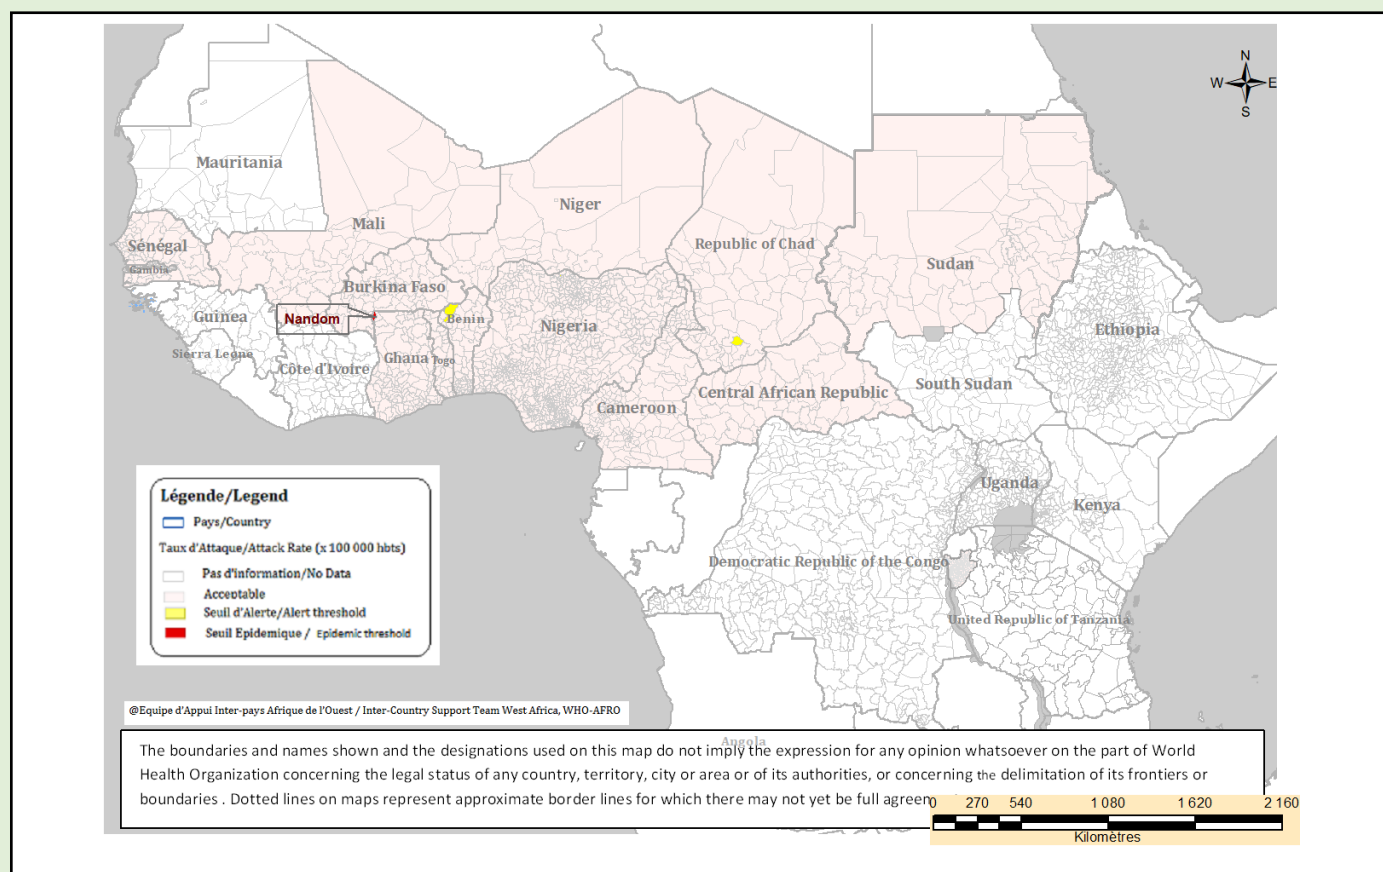 N
W E
S
Mauritania
Mali
Niger
Republic of Chad
Sudan
Sénégal
Gambia
Burkina Faso
Guinea
Nandom
Benin
Nigeria
Ethiopia
Sierra Leone
Côte d'Ivoire
Ghana
Togo
Cameroon
Central African Republic
South Sudan
Uganda
Kenya
Democratic Republic of the Congo
United Republic of Tanzania
Angola
Légende/Legend
Pays/Country
Taux d'Attaque/Attack Rate (x 100 000 hbts)
Pas d'information/No Data
Acceptable
Seuil d'Alerte/Alert threshold
Seuil Epidemique / Epidemic threshold
@Equipe d'Appui Inter-pays Afrique de l'Ouest / Inter-Country Support Team West Africa, WHO-AFRO
The boundaries and names shown and the designations used on this map do not imply the expression for any opinion whatsoever on the part of World
Health Organization concerning the legal status of any country, territory, city or area or of its authorities, or concerning the delimitation of its frontiers or
boundaries . Dotted lines on maps represent approximate border lines for which there may not yet be full agreem
0 270 540 1 080 1 620 2 160
Kilomètres